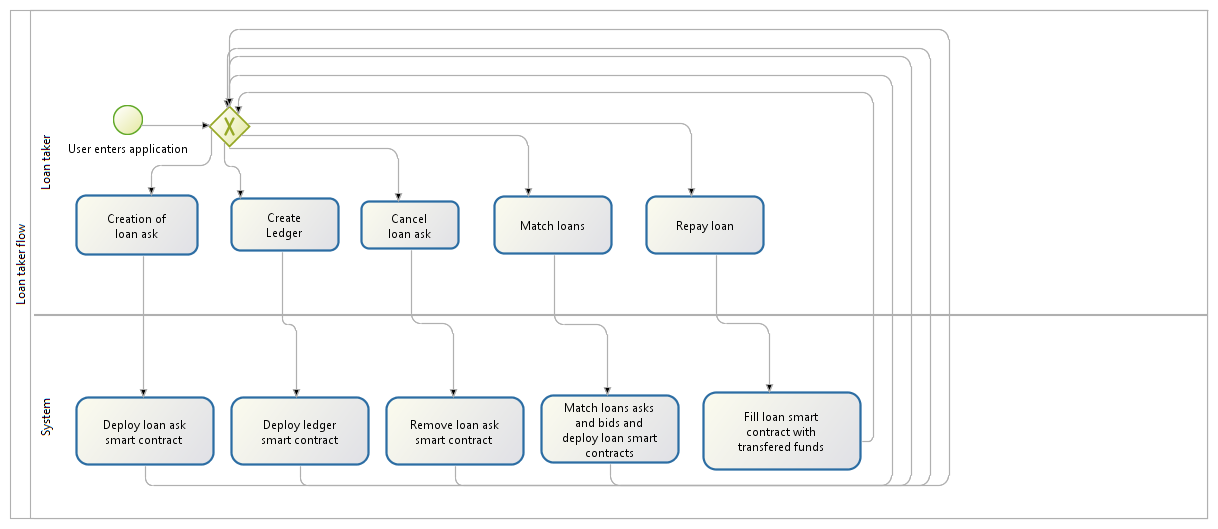 Loan taker flow
Loan taker
User enters application
X
Creation of
loan ask
Create
Ledger
Cancel
loan ask
Match loans
Repay loan
System
Deploy loan ask
smart contract
Deploy ledger
smart contract
Remove loan ask
smart contract
Match loans asks
and bids and
deploy loan smart
contracts
Fill loan smart
contract with
transfered funds